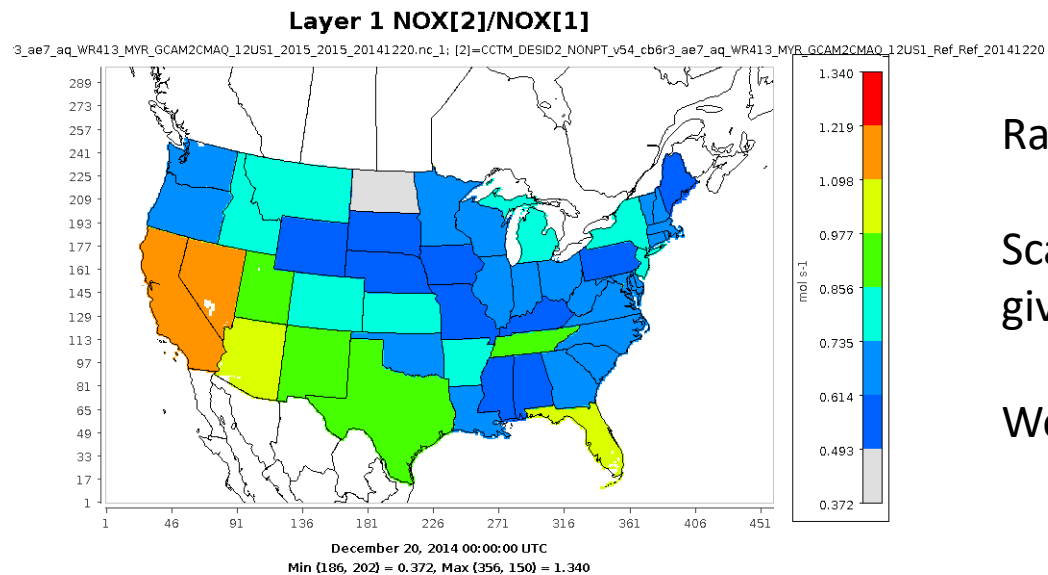 Layer 1 NOX[2]/NOX[1]
r3_ae7_aq_WR413_MYR_GCAM2CMAQ_12US1_2015_2015_20141220.nc_1; [2]=CCTM_DESID2_NONPT_v54_cb6r3_ae7_aq_WR413_MYR_GCAM2CMAQ_12US1_Ref_Ref_20141220
289
273
257
241
225
209
193
177
161
145
129
113
97
81
65
49
33
17
1
1 46 91 136 181 226 271 316 361 406 451
December 20, 2014 00:00:00 UTC
Min (186, 202) = 0.372, Max (356, 150) = 1.340
mol s-1
1.340
1.219
1.098
0.977
0.856
0.735
0.614
0.493
0.372
Ra
Sca
giv
We